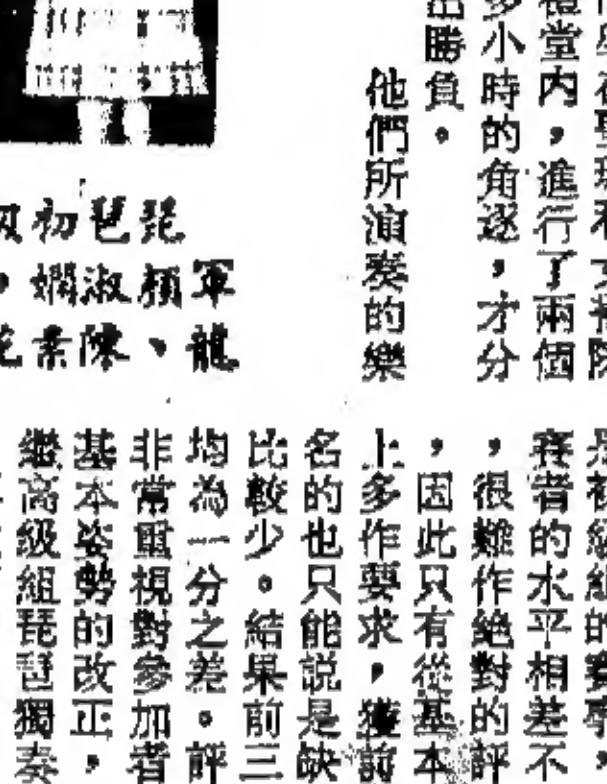 禮堂內，進行了兩個
多小時的角逐，才分
出勝負。
他們所演奏的樂
琵琶初
軍顏淑嫻，
龍、陳素
賽者的水平相差不
，很難作絕對的評
，因此只有從基本
上多作要求，獲前
名的也只能説是缺
比較少。結果前三
均為一分之差。評
非常重視對參加者
基本姿勢的改正，
繼高級組琵琶獨奏